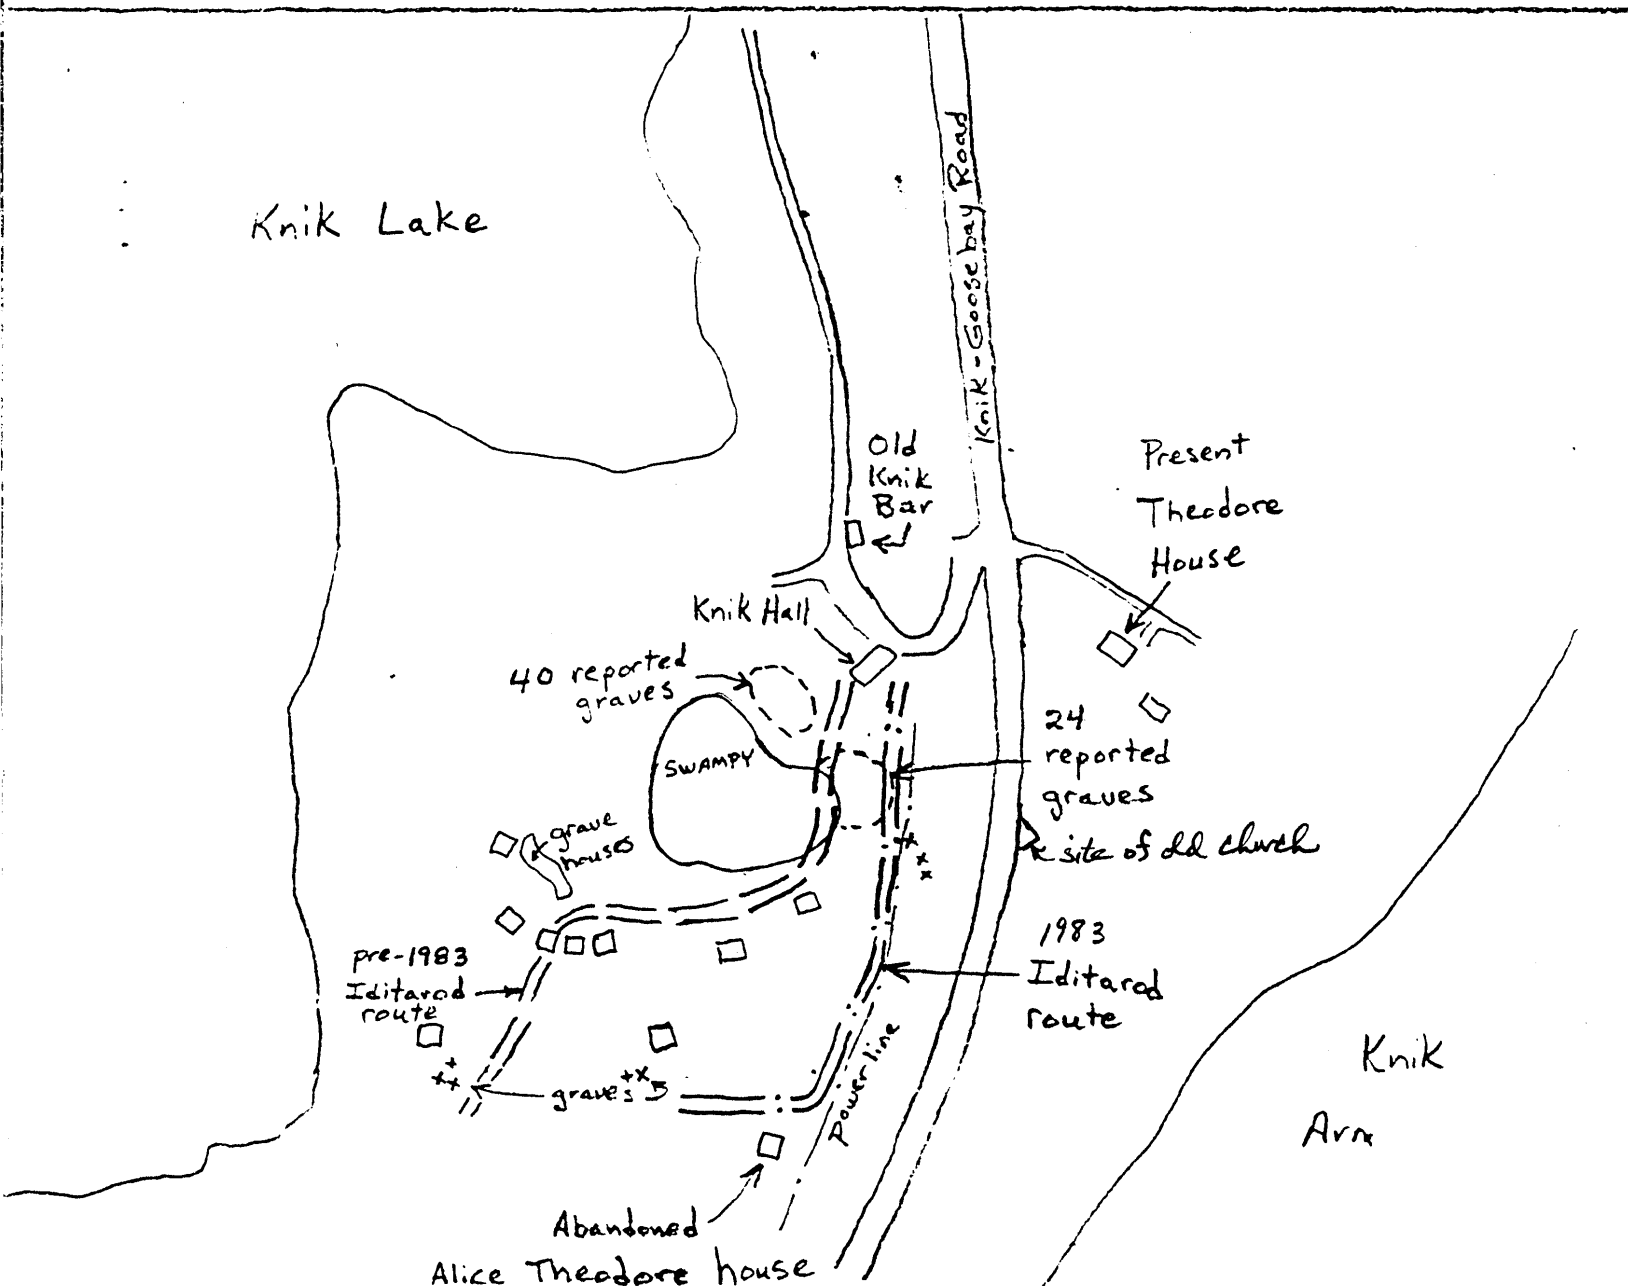 Knik Lake
Knik-Goosebay Road
Old
Knik
Bar
Present
Theodore
House
Knik Hall
40 reported
graves
SWAMPY
24
reported
graves
site of old church
grave
houses
pre-1983
Iditarod
route
1983
Iditarod
route
graves
Powerline
Knik
Arm
Abandoned
Alice Theodore house